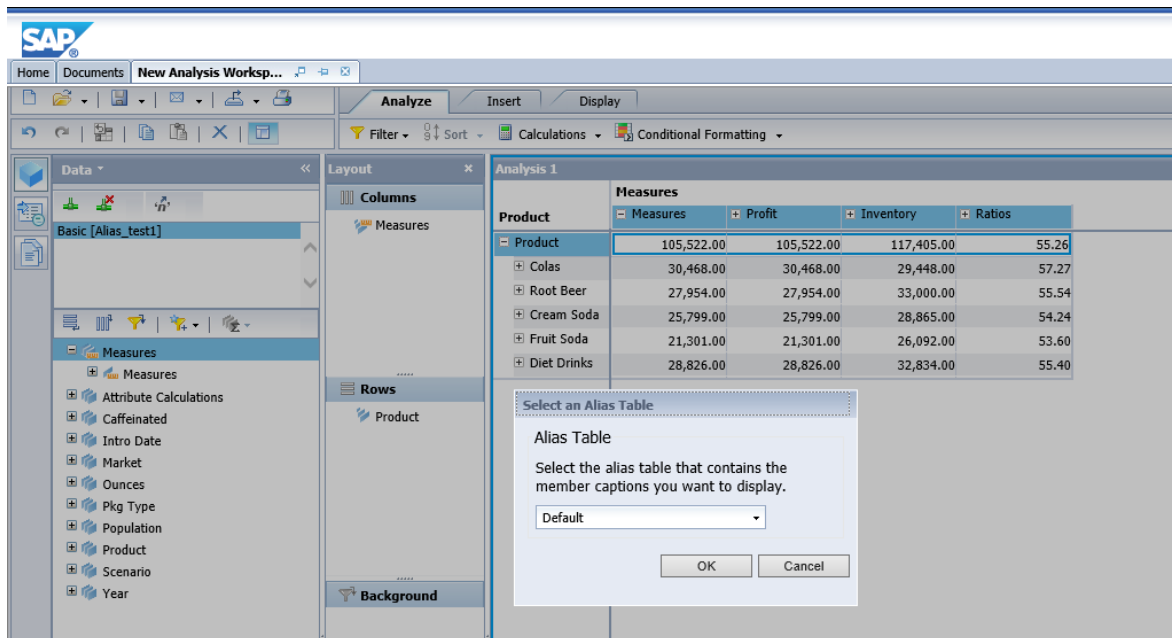 SAP
®
Home Documents New Analysis Worksp...
Analyze Insert Display
Filter Sort Calculations Conditional Formatting
Data
Basic [Alias_test1]
Measures
Measures
Attribute Calculations
Caffeinated
Intro Date
Market
Ounces
Pkg Type
Population
Product
Scenario
Year
Layout
Columns
Measures
Rows
Product
Background
Analysis 1
Measures
Product Measures Profit Inventory Ratios
Product 105,522.00 105,522.00 117,405.00 55.26
Colas 30,468.00 30,468.00 29,448.00 57.27
Root Beer 27,954.00 27,954.00 33,000.00 55.54
Cream Soda 25,799.00 25,799.00 28,865.00 54.24
Fruit Soda 21,301.00 21,301.00 26,092.00 53.60
Diet Drinks 28,826.00 28,826.00 32,834.00 55.40
Select an Alias Table
Alias Table
Select the alias table that contains the
member captions you want to display.
Default
OK Cancel